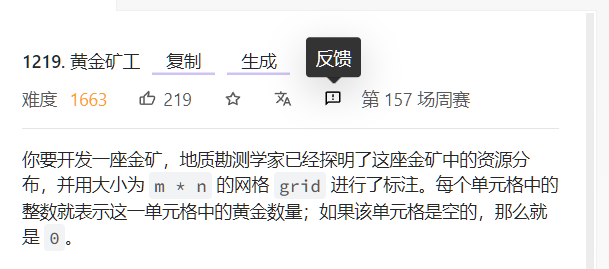 1219. 黄金矿工 复制 生成 反馈
难度 1663 219 第 157 场周赛
你要开发一座金矿，地质勘测学家已经探明了这座金矿中的资源分
布，并用大小为 m * n 的网格 grid 进行了标注。每个单元格中的
整数就表示这一单元格中的黄金数量；如果该单元格是空的，那么就
是 0。